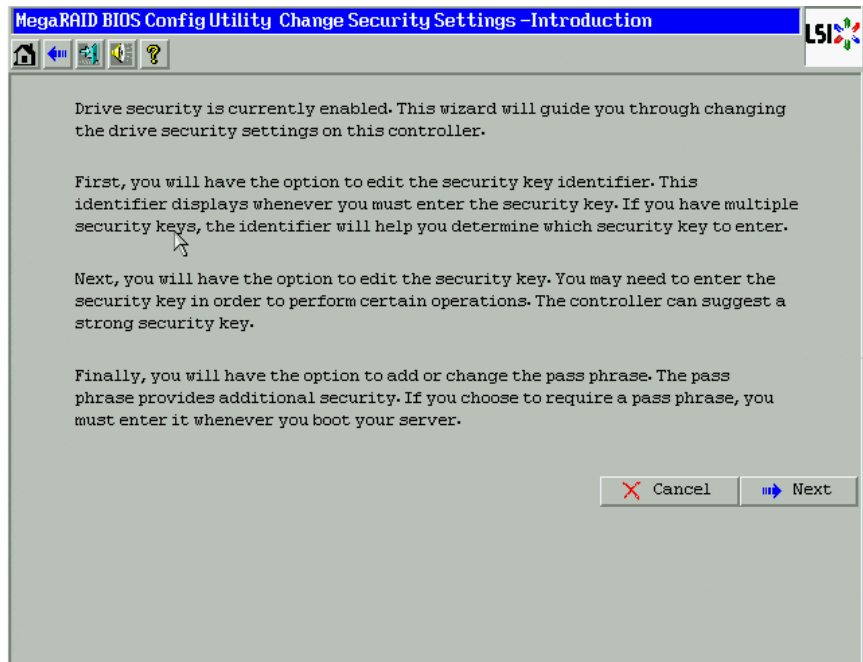 MegaRAID BIOS Config Utility Change Security Settings -Introduction
LSI
Drive security is currently enabled. This wizard will guide you through changing
the drive security settings on this controller.
First, you will have the option to edit the security key identifier. This
identifier displays whenever you must enter the security key. If you have multiple
security keys, the identifier will help you determine which security key to enter.
Next, you will have the option to edit the security key. You may need to enter the
security key in order to perform certain operations. The controller can suggest a
strong security key.
Finally, you will have the option to add or change the pass phrase. The pass
phrase provides additional security. If you choose to require a pass phrase, you
must enter it whenever you boot your server.
Cancel
Next